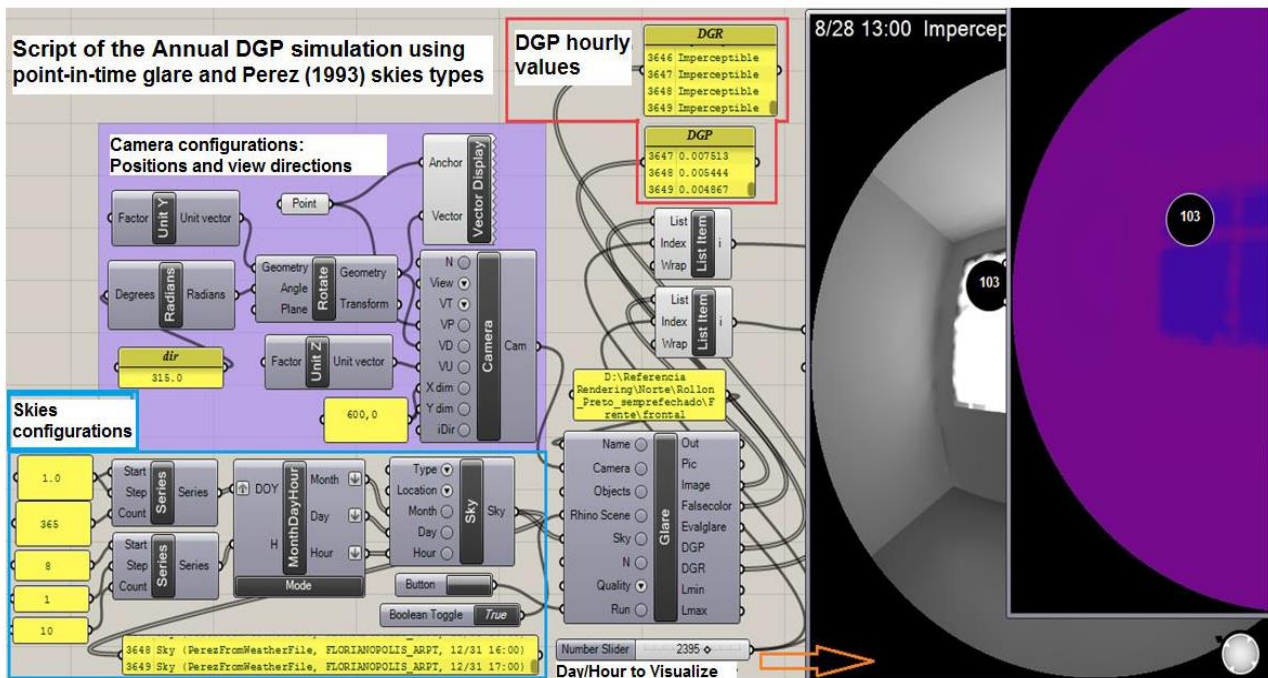 Script of the Annual DGP simulation using
point-in-time glare and Perez (1993) skies types
DGP hourly
values
DGR
3646 Imperceptible
3647 Imperceptible
3648 Imperceptible
3649 Imperceptible
DGP
3647 0.007513
3648 0.005444
3649 0.004867
8/28 13:00 Impercep
103
103
Camera configurations:
Positions and view directions
Anchor
Vector
Vector Display
Point
Factor
Unit Y
Unit vector
Degrees
Radians
Radians
Geometry
Angle
Plane
Rotate
Geometry
Transform
dir
315.0
Factor
Unit Z
Unit vector
600,0
N
View
VT
VP
VD
VU
X dim
Y dim
iDir
Camera
Cam
List
Index
Wrap
List Item
i
List
Index
Wrap
List Item
i
D:\Referencia
Rendering\Norte\Rollon
_Preto_semprefechado\F
rente\frontal
Skies
configurations
1.0
365
8
1
10
Start
Step
Count
Series
Series
Start
Step
Count
Series
Series
DOY
H
MonthDayHour
Month
Day
Hour
Mode
Type
Location
Month
Day
Hour
Sky
Sky
Button
Boolean Toggle True
3648 Sky (PerezFromWeatherFile, FLORIANOPOLIS_ARPT, 12/31 16:00)
3649 Sky (PerezFromWeatherFile, FLORIANOPOLIS_ARPT, 12/31 17:00)
Name
Camera
Objects
Rhino Scene
Sky
N
Quality
Run
Glare
Out
Pic
Image
Falsecolor
Evalglare
DGP
DGR
Lmin
Lmax
Number Slider 2395
Day/Hour to Visualize